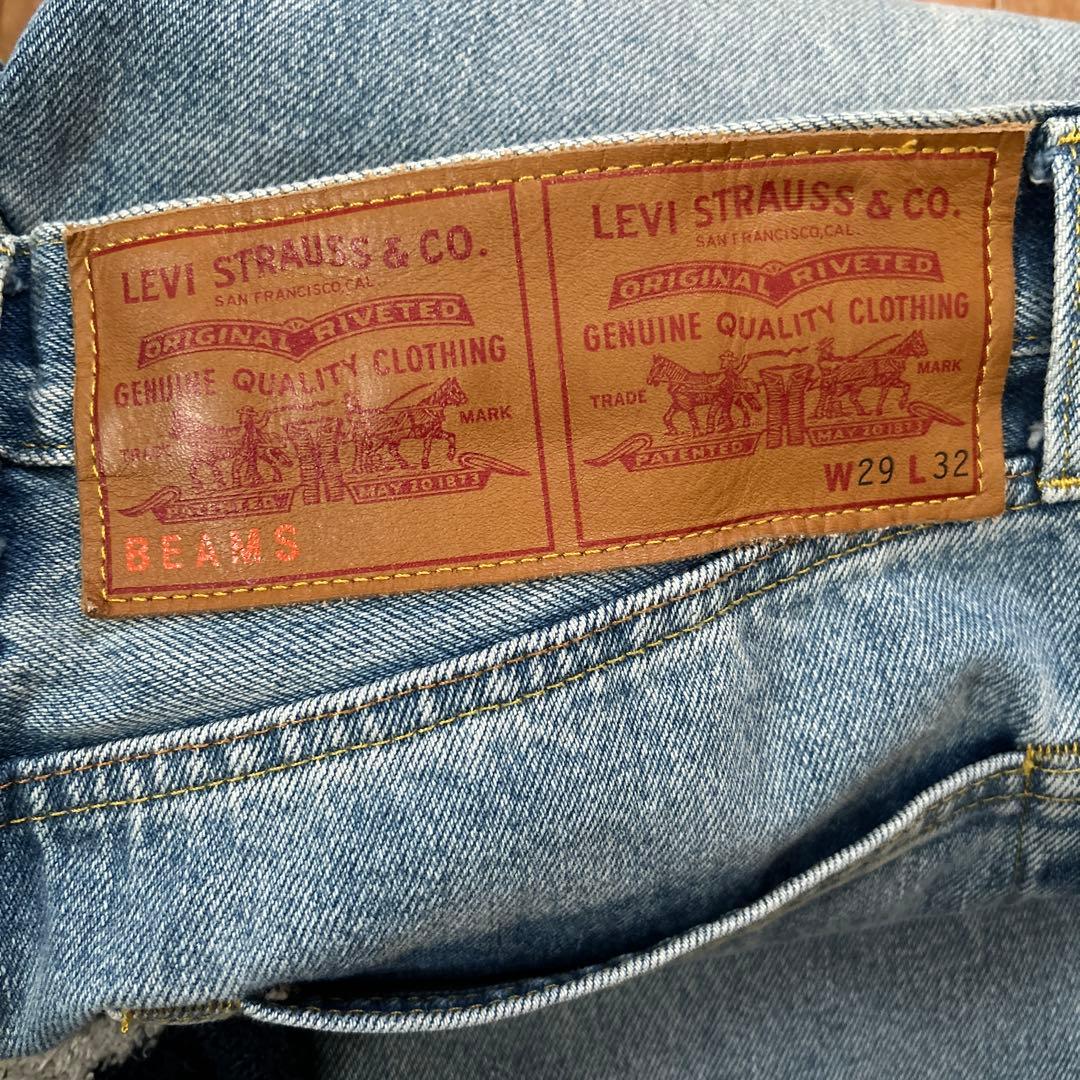 LEVI STRAUSS & CO.
SAN FRANCISCO, CAL.
ORIGINAL RIVETED
GENUINE QUALITY CLOTHING
TRADE MARK
PATENTED MAY 20 1873
BEAMS
LEVI STRAUSS & CO.
SAN FRANCISCO, CAL.
ORIGINAL RIVETED
GENUINE QUALITY CLOTHING
TRADE MARK
PATENTED MAY 20 1873
W29 L32